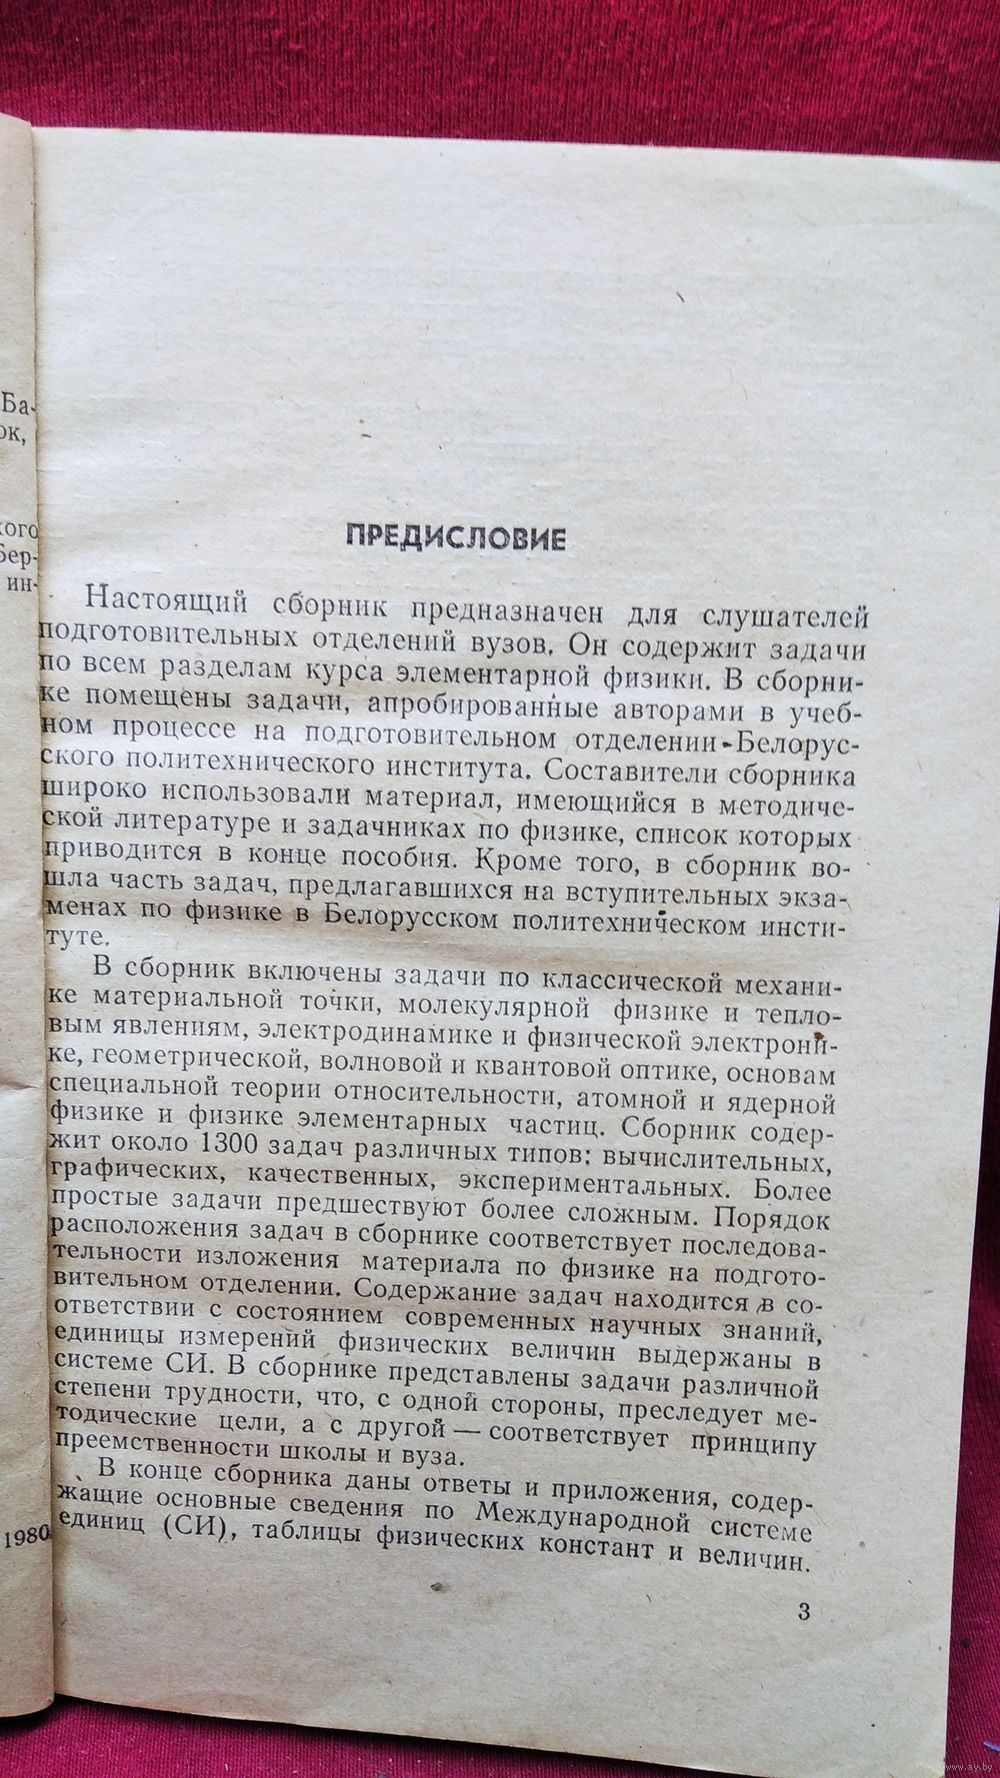 Ба-
ок,
кого
Бер-
ин-
1980
ПРЕДИСЛОВИЕ
Настоящий сборник предназначен для слушателей
подготовительных отделений вузов. Он содержит задачи
по всем разделам курса элементарной физики. В сборни-
ке помещены задачи, апробированные авторами в учеб-
ном процессе на подготовительном отделении Белорус-
ского политехнического института. Составители сборника
широко использовали материал, имеющийся в методиче-
ской литературе и задачниках по физике, список которых
приводится в конце пособия. Кроме того, в сборник во-
шла часть задач, предлагавшихся на вступительных экза-
менах по физике в Белорусском политехническом инсти-
туте.
В сборник включены задачи по классической механи-
ке материальной точки, молекулярной физике и тепло-
вым явлениям, электродинамике и физической электрони-
ке, геометрической, волновой и квантовой оптике, основам
специальной теории относительности, атомной и ядерной
физике и физике элементарных частиц. Сборник содер-
жит около 1300 задач различных типов: вычислительных,
графических, качественных, экспериментальных. Более
простые задачи предшествуют более сложным. Порядок
расположения задач в сборнике соответствует последова-
тельности изложения материала по физике на подгото-
вительном отделении. Содержание задач находится в со-
ответствии с состоянием современных научных знаний,
единицы измерений физических величин выдержаны в
системе СИ. В сборнике представлены задачи различной
степени трудности, что, с одной стороны, преследует ме-
тодические цели, а с другой — соответствует принципу
преемственности школы и вуза.
В конце сборника даны ответы и приложения, содер-
жащие основные сведения по Международной системе
единиц (СИ), таблицы физических констант и величин.
3
www.ay.by